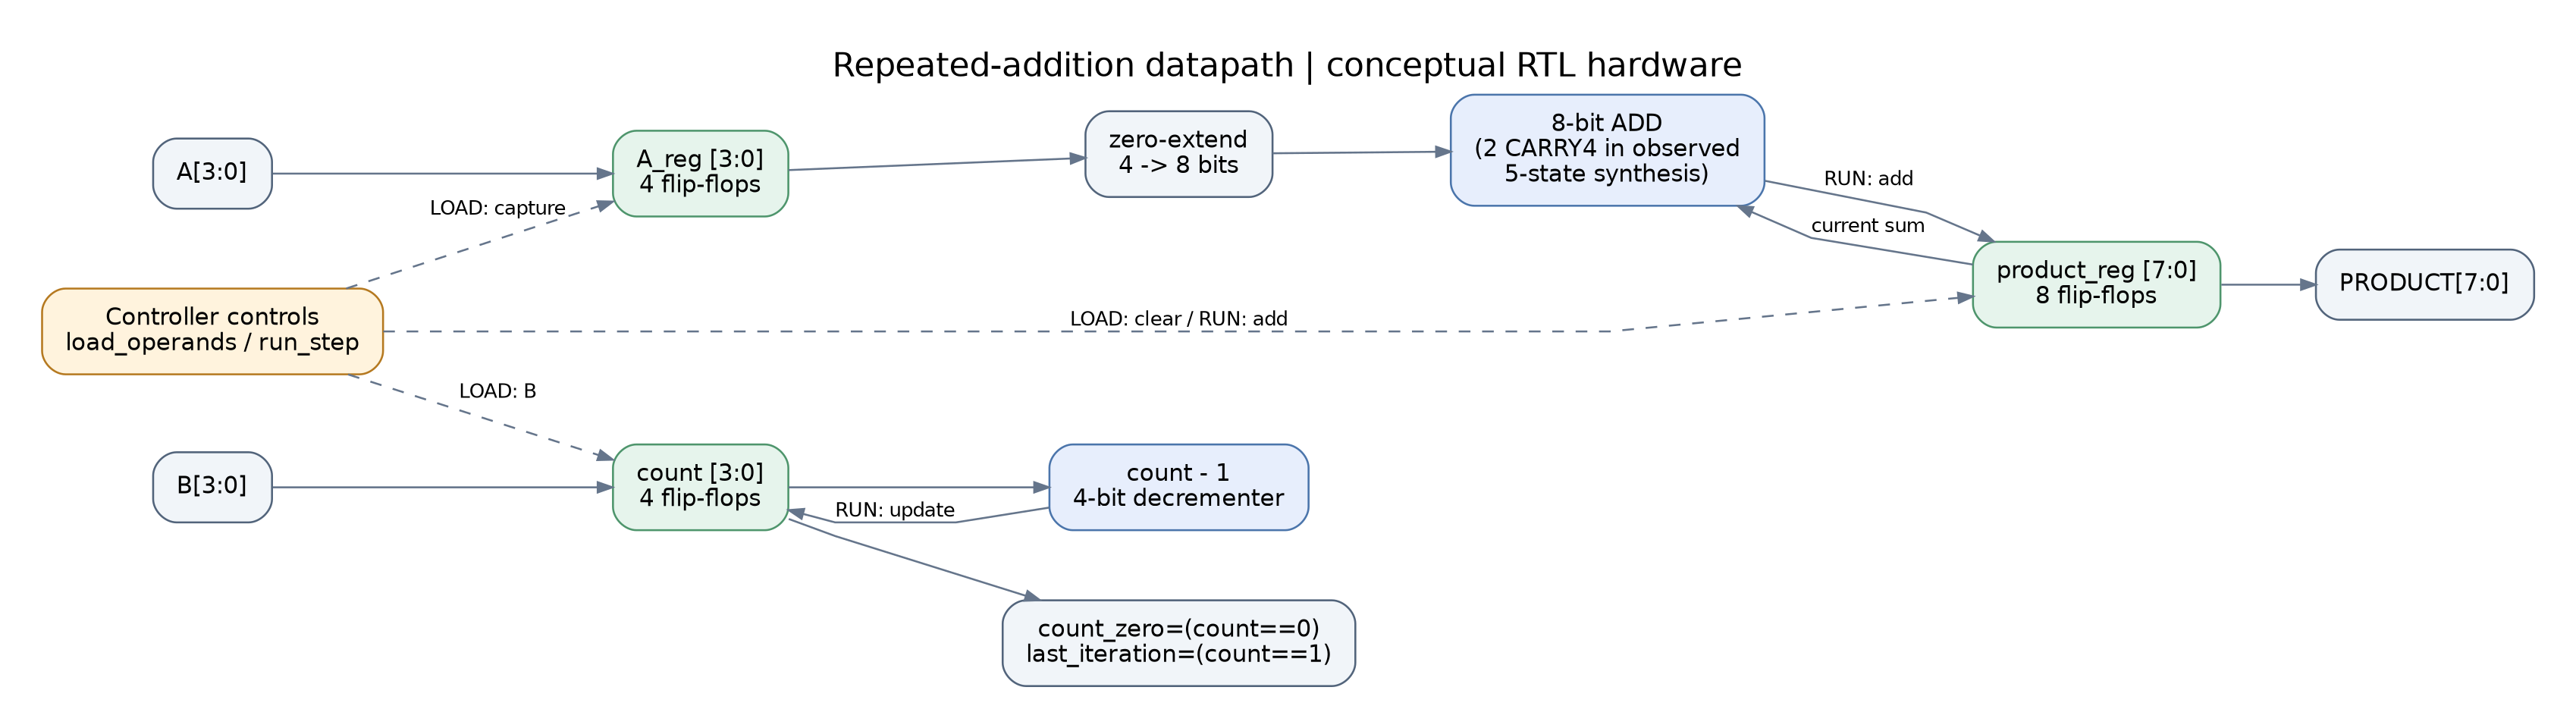 Repeated-addition datapath | conceptual RTL hardware
A[3:0]
LOAD: capture
A_reg [3:0]
4 flip-flops
zero-extend
4 -> 8 bits
8-bit ADD
(2 CARRY4 in observed
5-state synthesis)
RUN: add
current sum
product_reg [7:0]
8 flip-flops
PRODUCT[7:0]
Controller controls
load_operands / run_step
LOAD: clear / RUN: add
LOAD: B
B[3:0]
count [3:0]
4 flip-flops
count - 1
4-bit decrementer
RUN: update
count_zero=(count==0)
last_iteration=(count==1)